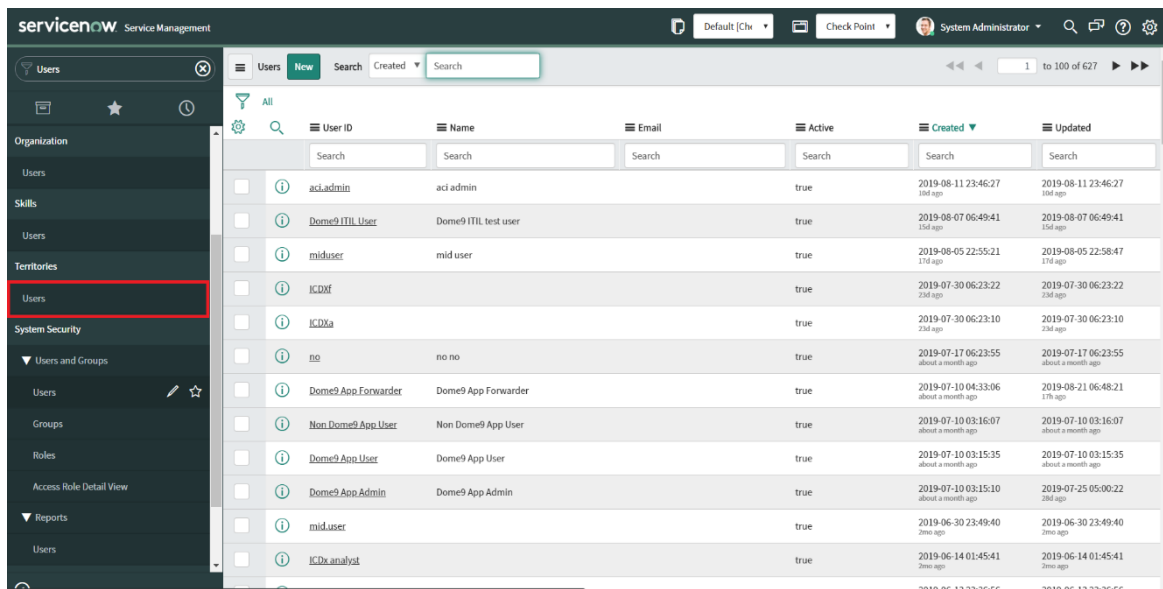 servicenow Service Management
Default [Che
Check Point
System Administrator
Users
Users New Search Created Search
1 to 100 of 627
All
User ID Name Email Active Created Updated
Search Search Search Search Search Search
Organization
Users
Skills
Users
Territories
Users
System Security
Users and Groups
Users
Groups
Roles
Access Role Detail View
Reports
Users
aci.admin aci admin true 2019-08-11 23:46:27 2019-08-11 23:46:27
10d ago 10d ago
Dome9 ITIL User Dome9 ITIL test user true 2019-08-07 06:49:41 2019-08-07 06:49:41
15d ago 15d ago
miduser mid user true 2019-08-05 22:55:21 2019-08-05 22:58:47
17d ago 17d ago
ICDXf true 2019-07-30 06:23:22 2019-07-30 06:23:22
23d ago 23d ago
ICDXa true 2019-07-30 06:23:10 2019-07-30 06:23:10
23d ago 23d ago
no no no true 2019-07-17 06:23:55 2019-07-17 06:23:55
about a month ago about a month ago
Dome9 App Forwarder Dome9 App Forwarder true 2019-07-10 04:33:06 2019-08-21 06:48:21
about a month ago 17h ago
Non Dome9 App User Non Dome9 App User true 2019-07-10 03:16:07 2019-07-10 03:16:07
about a month ago about a month ago
Dome9 App User Dome9 App User true 2019-07-10 03:15:35 2019-07-10 03:15:35
about a month ago about a month ago
Dome9 App Admin Dome9 App Admin true 2019-07-10 03:15:10 2019-07-25 05:00:22
about a month ago 28d ago
mid.user true 2019-06-30 23:49:40 2019-06-30 23:49:40
2mo ago 2mo ago
ICDx analyst true 2019-06-14 01:45:41 2019-06-14 01:45:41
2mo ago 2mo ago